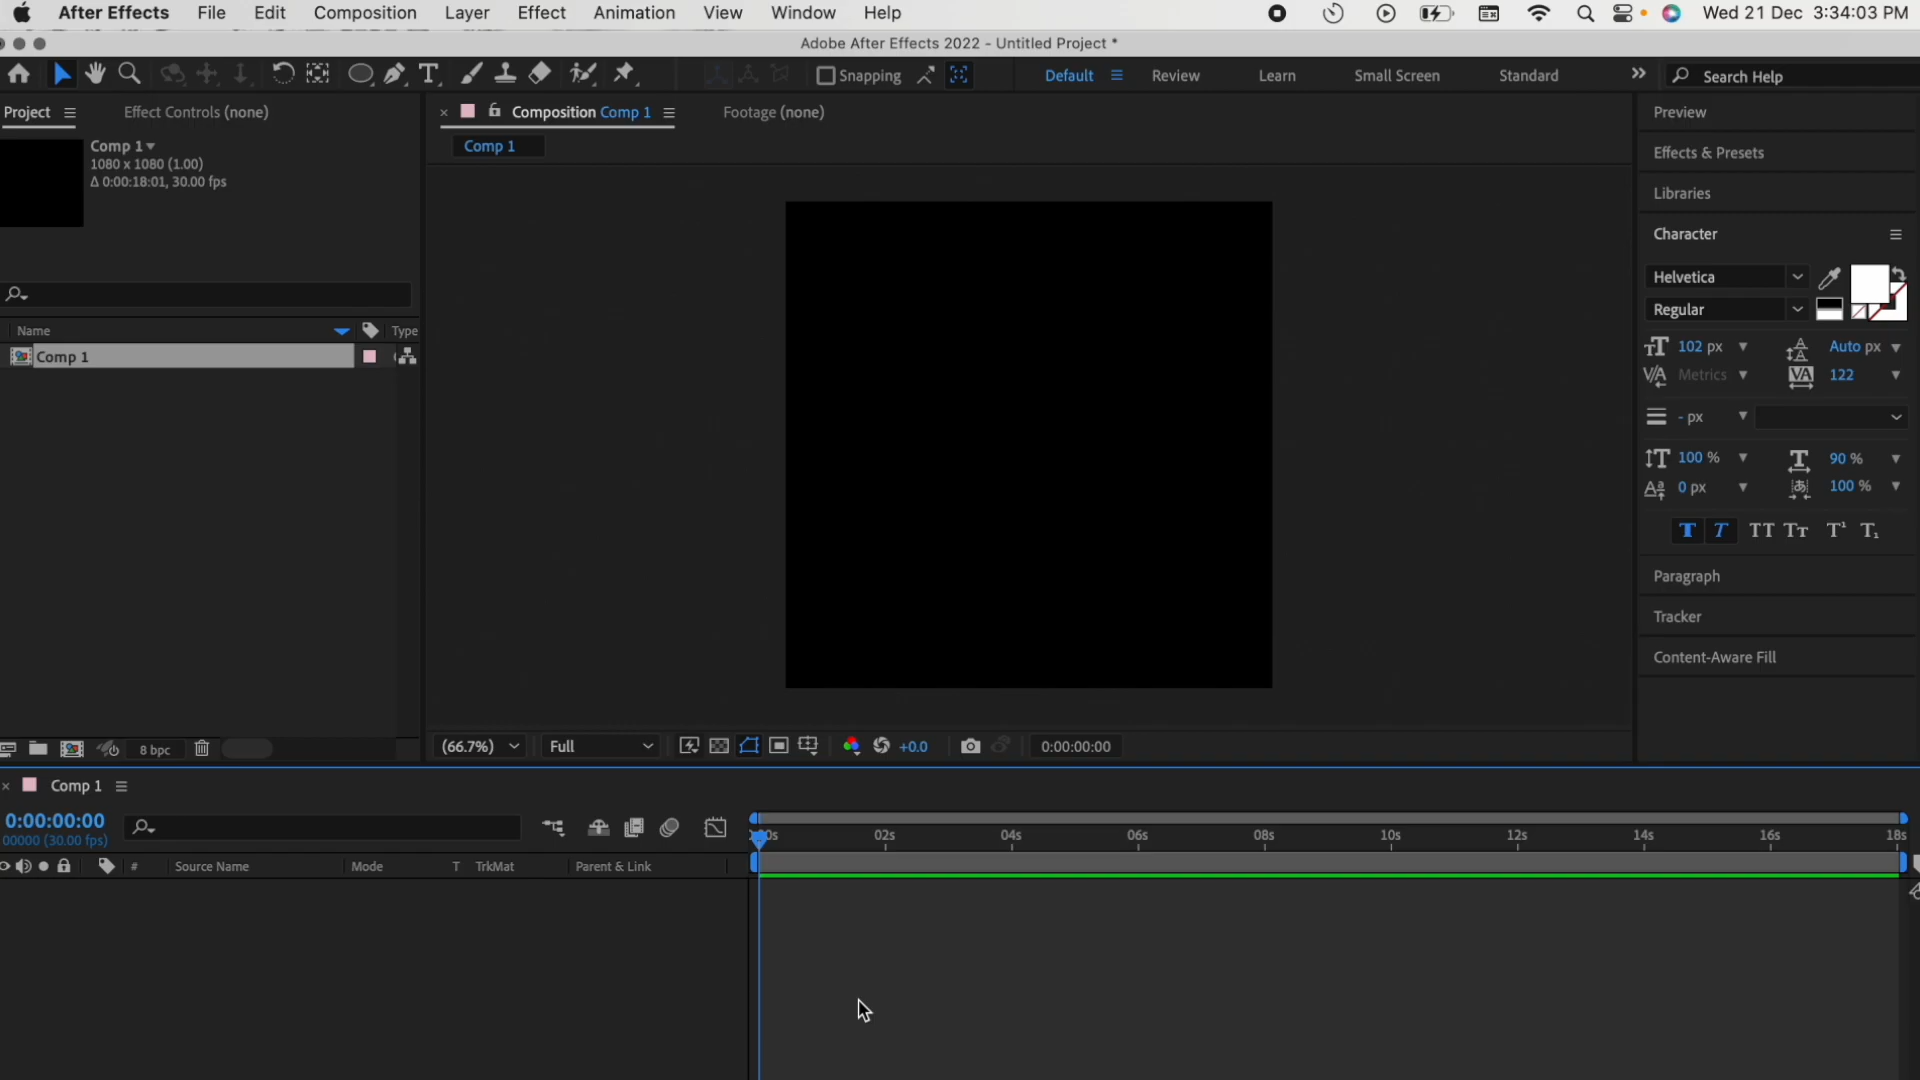 After Effects File Edit Composition Layer Effect Animation View Window Help Wed 21 Dec 3:34:03 PM
Adobe After Effects 2022 - Untitled Project *
Snapping Default Review Learn Small Screen Standard Search Help
Project Effect Controls (none) Composition Comp 1 Footage (none) Preview
Comp 1
1080 x 1080 (1.00)
Δ 0:00:18:01, 30.00 fps
Comp 1
Effects & Presets
Libraries
Character
Helvetica
Regular
102 px Auto px
Metrics 122
- px
100 % 90 %
0 px 100 %
T T TT Tт T¹ T₁
Paragraph
Tracker
Content-Aware Fill
Name Type
Comp 1
8 bpc
(66.7%) Full +0.0 0:00:00:00
Comp 1
0:00:00:00
00000 (30.00 fps)
02s 04s 06s 08s 10s 12s 14s 16s 18s
# Source Name Mode T TrkMat Parent & Link